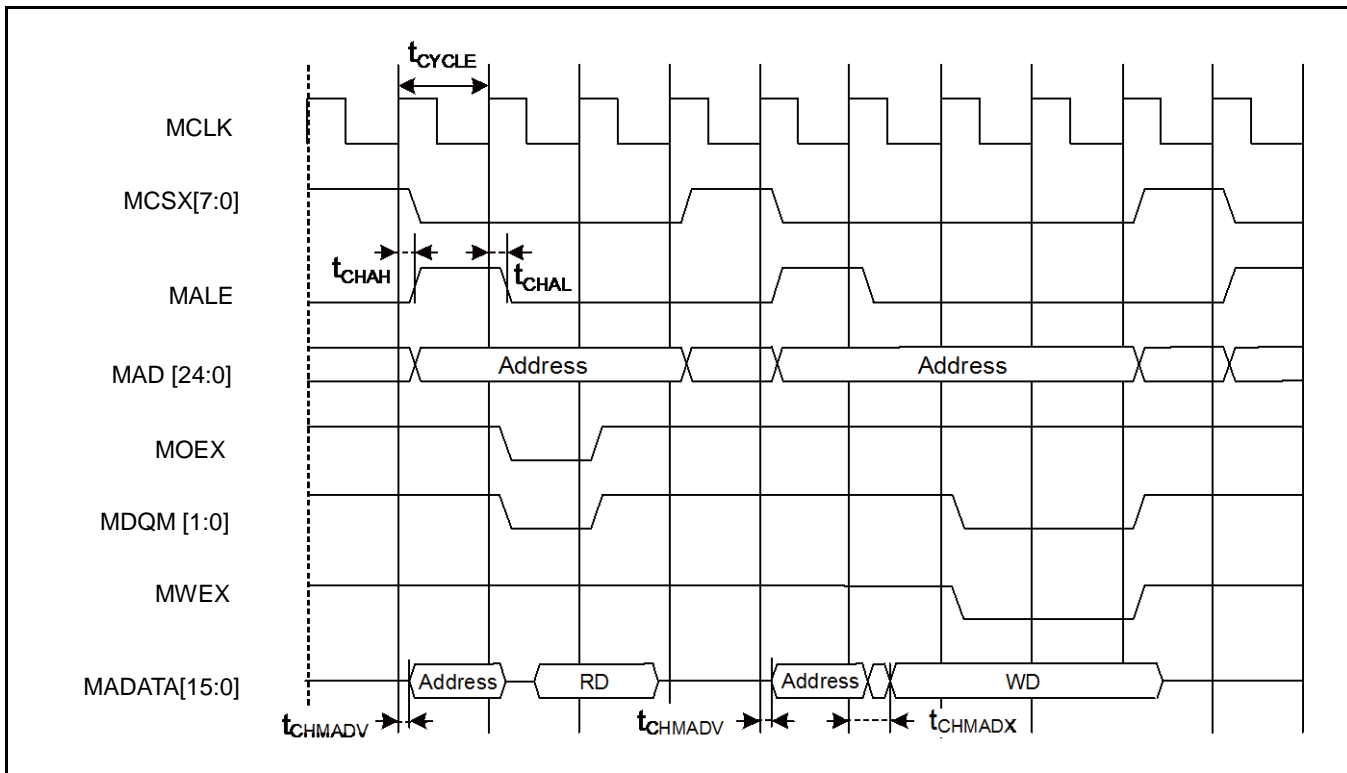 tCYCLE
MCLK
MCSX[7:0]
tCHAH
tCHAL
MALE
MAD [24:0]
Address
Address
MOEX
MDQM [1:0]
MWEX
MADATA[15:0]
Address
RD
Address
WD
tCHMADV
tCHMADV
tCHMADX